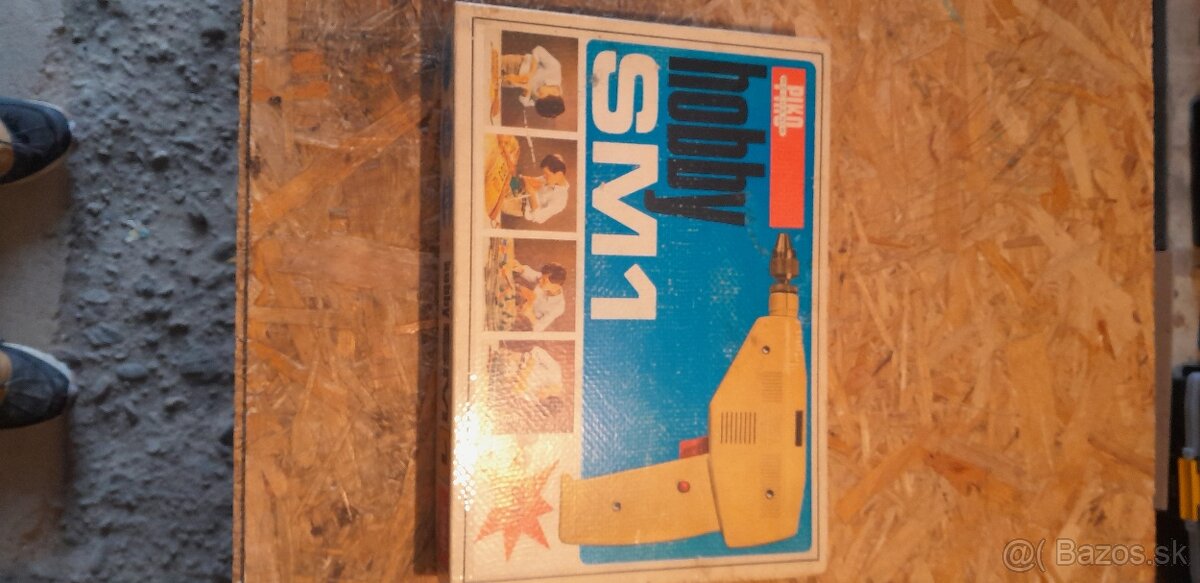 PIKO
hobby
SM1
@( Bazos.sk